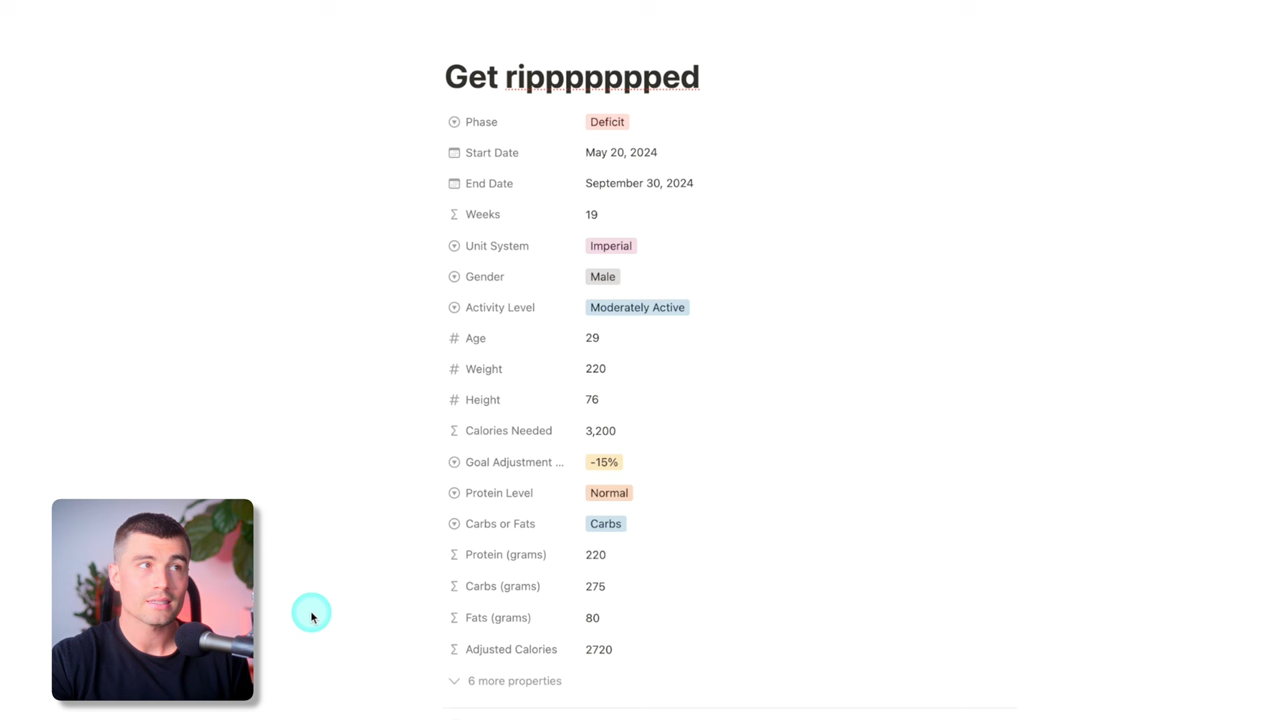 Get rippppppped
Phase Deficit
Start Date May 20, 2024
End Date September 30, 2024
Weeks 19
Unit System Imperial
Gender Male
Activity Level Moderately Active
Age 29
Weight 220
Height 76
Calories Needed 3,200
Goal Adjustment ... -15%
Protein Level Normal
Carbs or Fats Carbs
Protein (grams) 220
Carbs (grams) 275
Fats (grams) 80
Adjusted Calories 2720
6 more properties